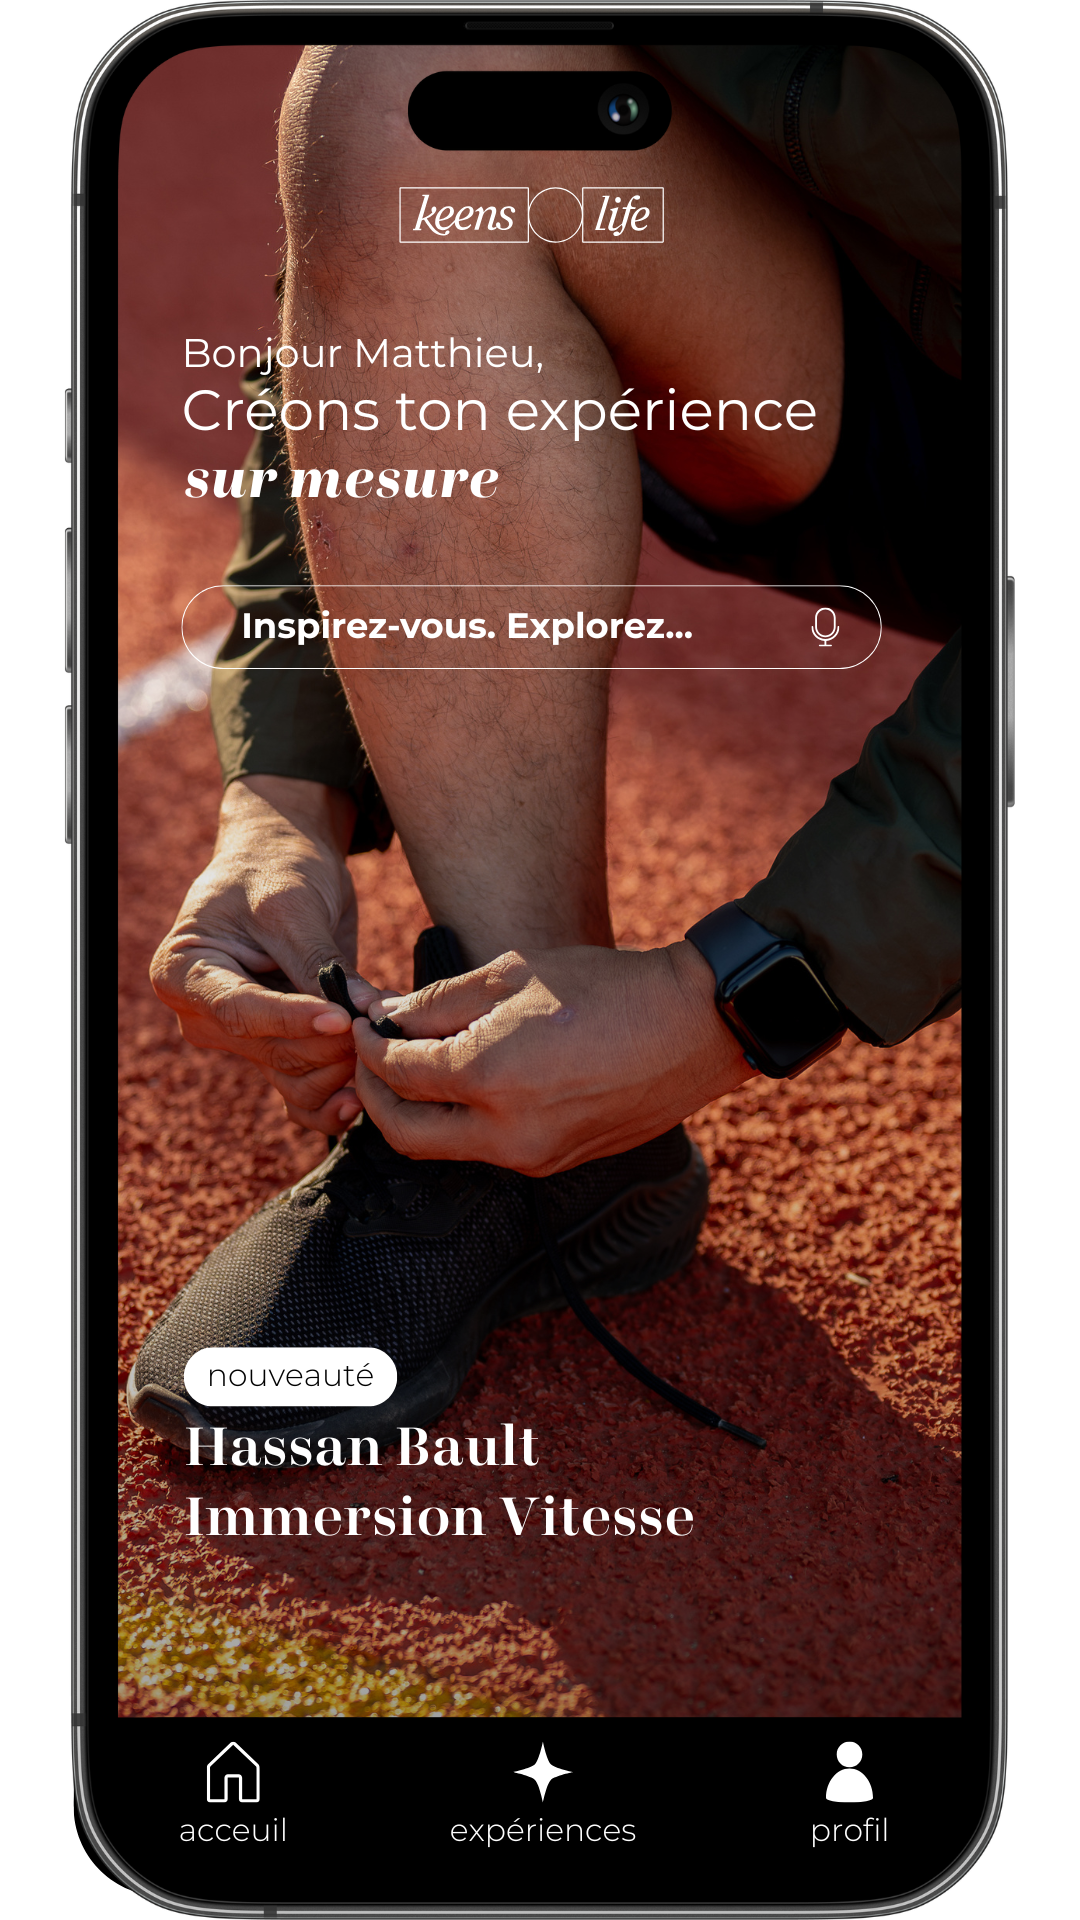 keens life
Bonjour Matthieu,
Créons ton expérience
sur mesure
Inspirez-vous. Explorez...
nouveauté
Hassan Bault
Immersion Vitesse
acceuil expériences profil